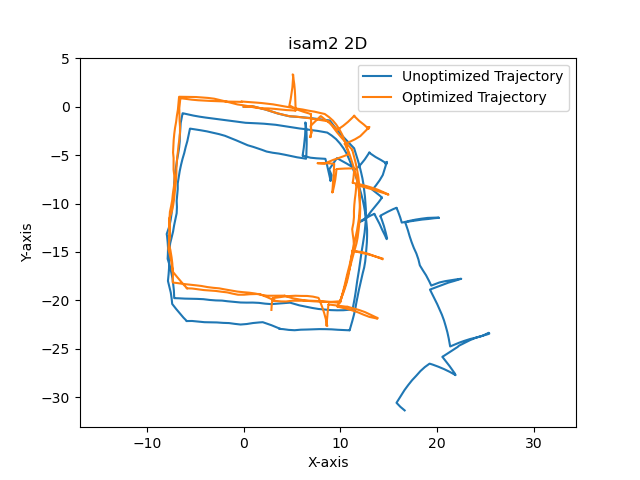 isam2 2D
Unoptimized Trajectory
Optimized Trajectory
5
0
−5
−10
−15
−20
−25
−30
Y-axis
−10
0
10
20
30
X-axis